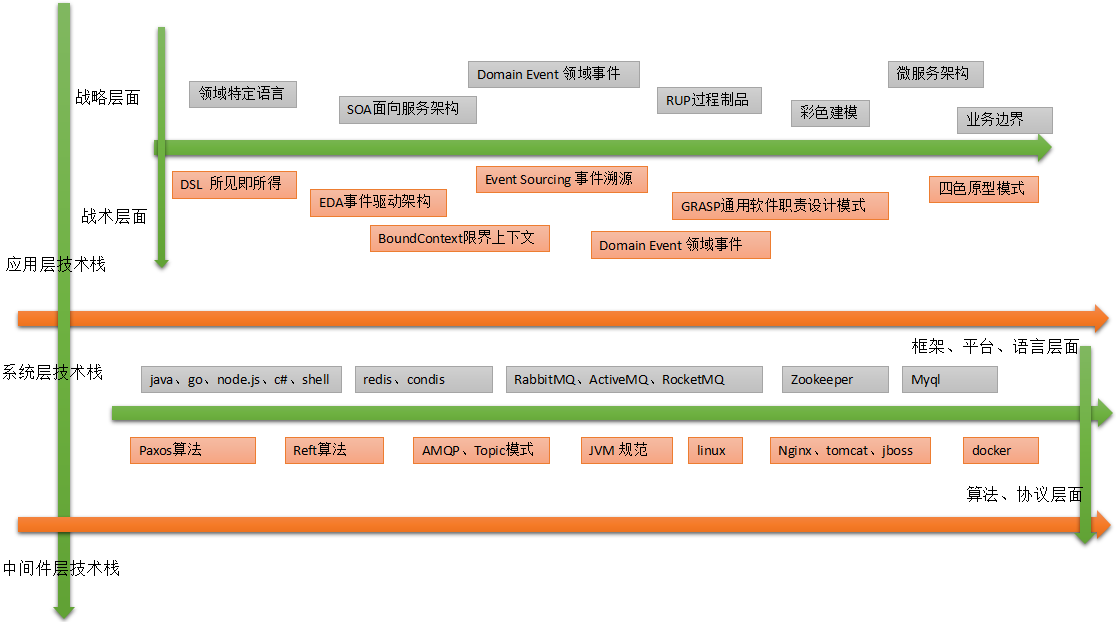 战略层面
领域特定语言
SOA面向服务架构
Domain Event 领域事件
RUP过程制品
彩色建模
微服务架构
业务边界
战术层面
DSL 所见即所得
EDA事件驱动架构
Event Sourcing 事件溯源
BoundContext限界上下文
Domain Event 领域事件
GRASP通用软件职责设计模式
四色原型模式
应用层技术栈
框架、平台、语言层面
系统层技术栈
java、go、node.js、c#、shell
redis、condis
RabbitMQ、ActiveMQ、RocketMQ
Zookeeper
Myql
Paxos算法
Reft算法
AMQP、Topic模式
JVM 规范
linux
Nginx、tomcat、jboss
docker
算法、协议层面
中间件层技术栈